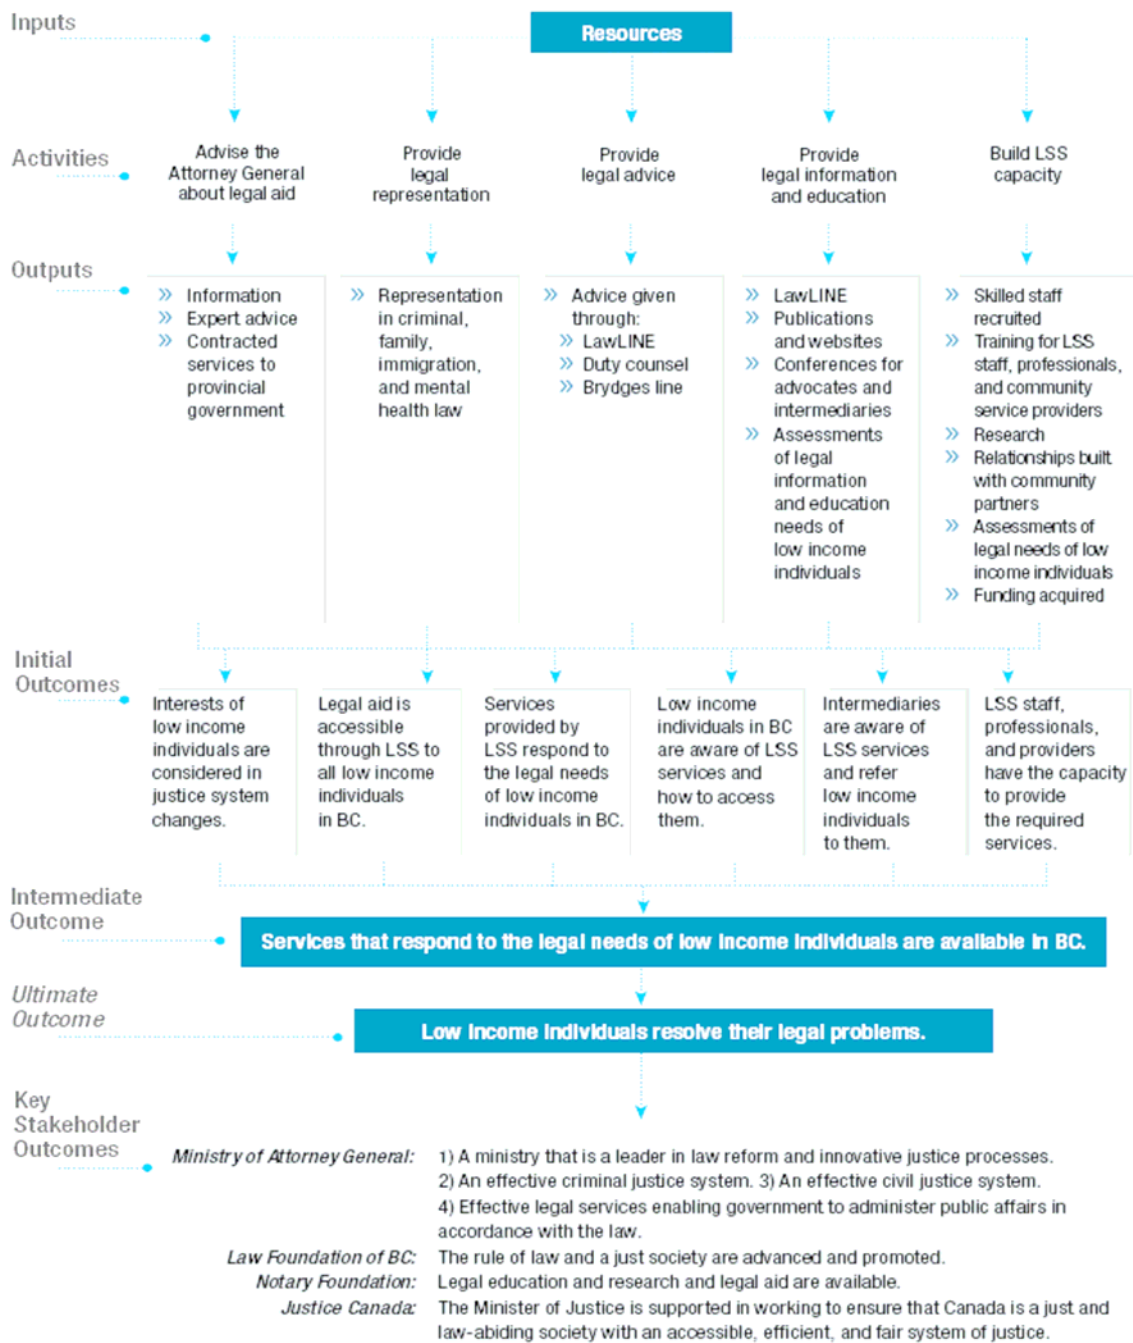 Inputs
Resources
Activities
Advise the
Attorney General
about legal aid
Provide
legal
representation
Provide
legal advice
Provide
legal information
and education
Build LSS
capacity
Outputs
» Information
» Expert advice
» Contracted
services to
provincial
government
» Representation
in criminal,
family,
immigration,
and mental
health law
» Advice given
through:
» LawLINE
» Duty counsel
» Brydges line
» LawLINE
» Publications
and websites
» Conferences for
advocates and
intermediaries
» Assessments
of legal
information
and education
needs of
low income
individuals
» Skilled staff
recruited
» Training for LSS
staff, professionals,
and community
service providers
» Research
» Relationships built
with community
partners
» Assessments of
legal needs of low
income individuals
» Funding acquired
Initial
Outcomes
Interests of
low income
individuals are
considered in
justice system
changes.
Legal aid is
accessible
through LSS to
all low income
individuals
in BC.
Services
provided by
LSS respond to
the legal needs
of low income
individuals in BC.
Low income
individuals in BC
are aware of LSS
services and
how to access
them.
Intermediaries
are aware of
LSS services
and refer
low income
individuals
to them.
LSS staff,
professionals,
and providers
have the capacity
to provide
the required
services.
Intermediate
Outcome
Services that respond to the legal needs of low income individuals are available in BC.
Ultimate
Outcome
Low income individuals resolve their legal problems.
Key
Stakeholder
Outcomes
Ministry of Attorney General: 1) A ministry that is a leader in law reform and innovative justice processes.
2) An effective criminal justice system. 3) An effective civil justice system.
4) Effective legal services enabling government to administer public affairs in
accordance with the law.
Law Foundation of BC: The rule of law and a just society are advanced and promoted.
Notary Foundation: Legal education and research and legal aid are available.
Justice Canada: The Minister of Justice is supported in working to ensure that Canada is a just and
law-abiding society with an accessible, efficient, and fair system of justice.